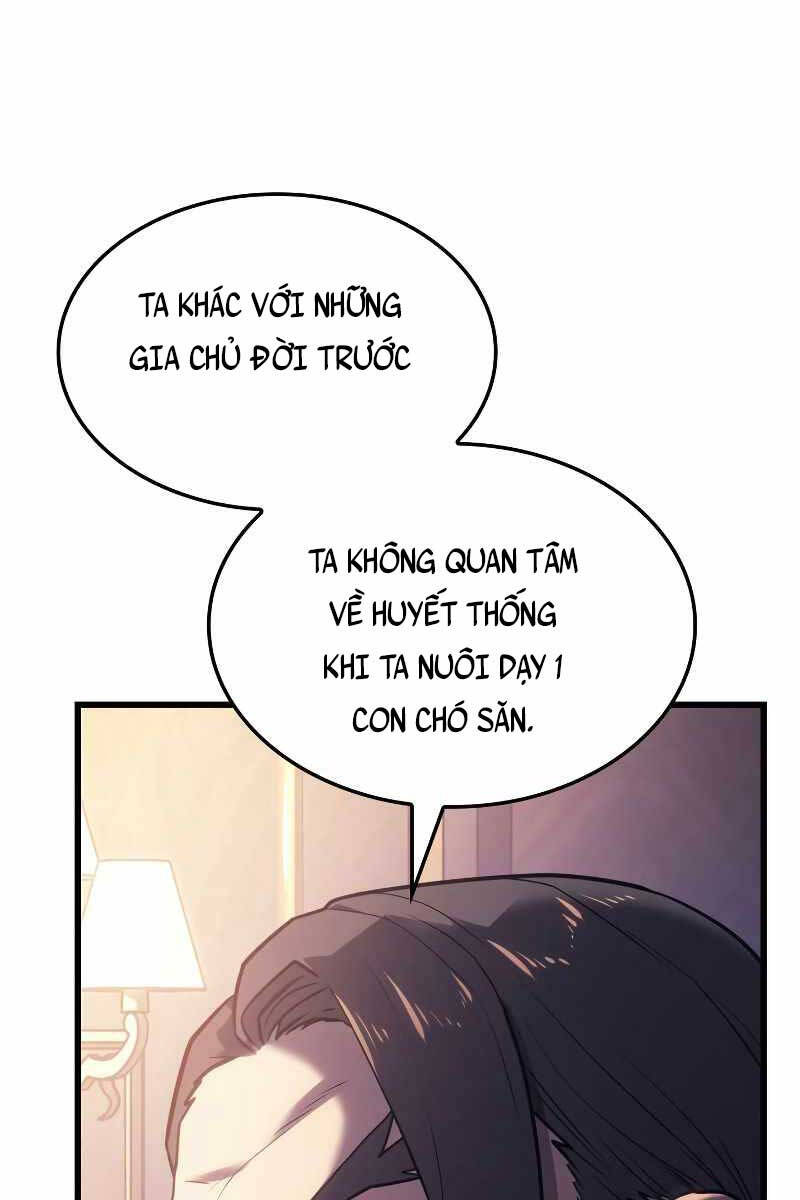 TA KHÁC VỚI NHỮNG
GIA CHỦ ĐỜI TRƯỚC
TA KHÔNG QUAN TÂM
VỀ HUYẾT THỐNG
KHI TA NUÔI DẠY 1
CON CHÓ SĂN.